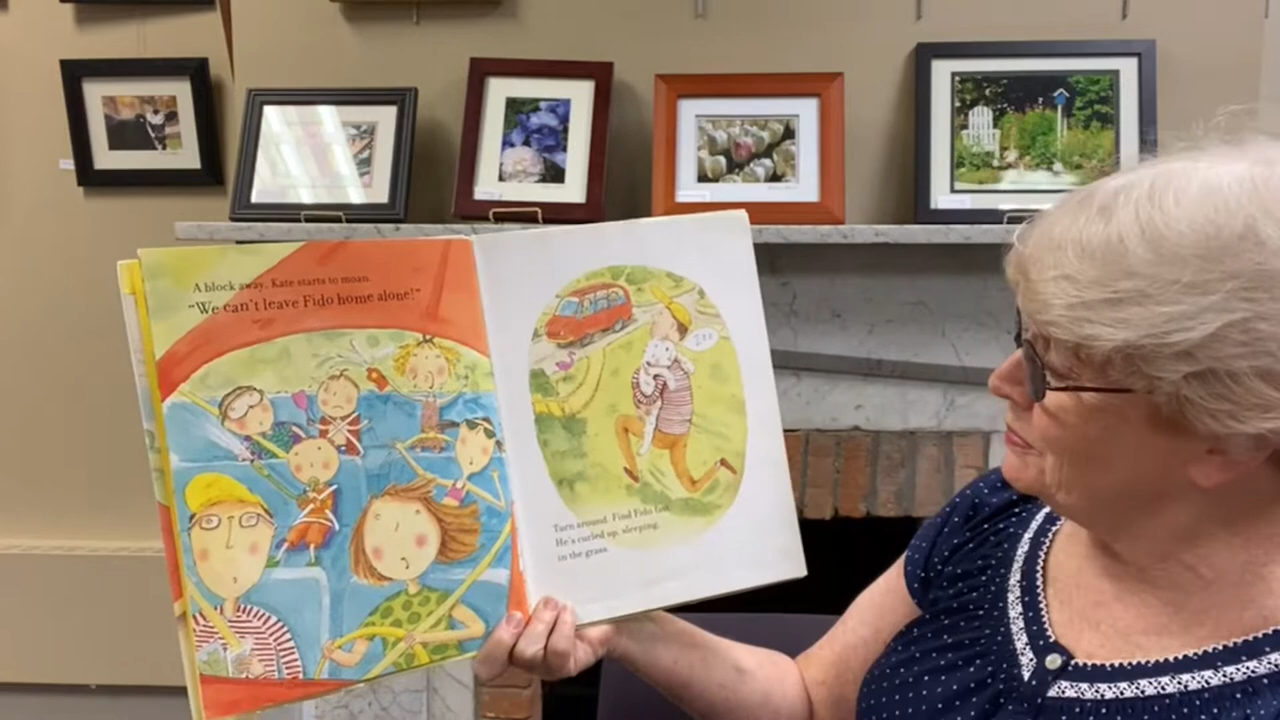 A block away, Kate starts to moan.
"We can't leave Fido home alone!"
Turn around. Find Fido fast.
He's curled up, sleeping,
in the grass.